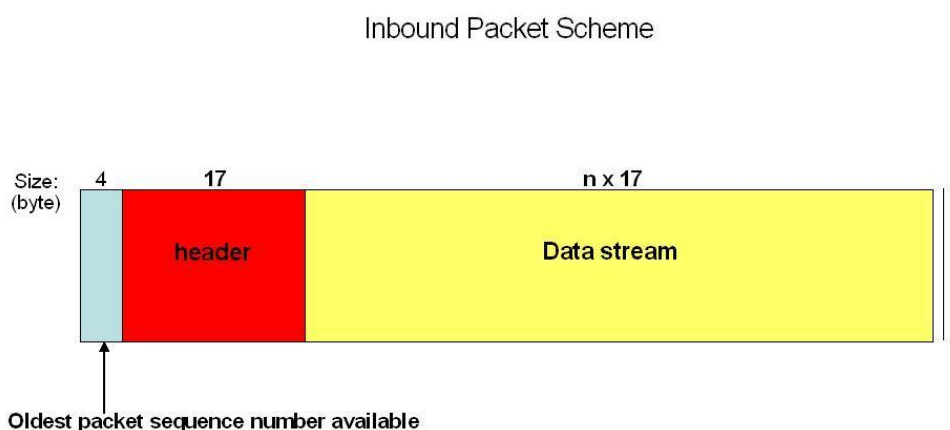 Inbound Packet Scheme
Size: 4 17 n x 17
(byte)
header Data stream
Oldest packet sequence number available